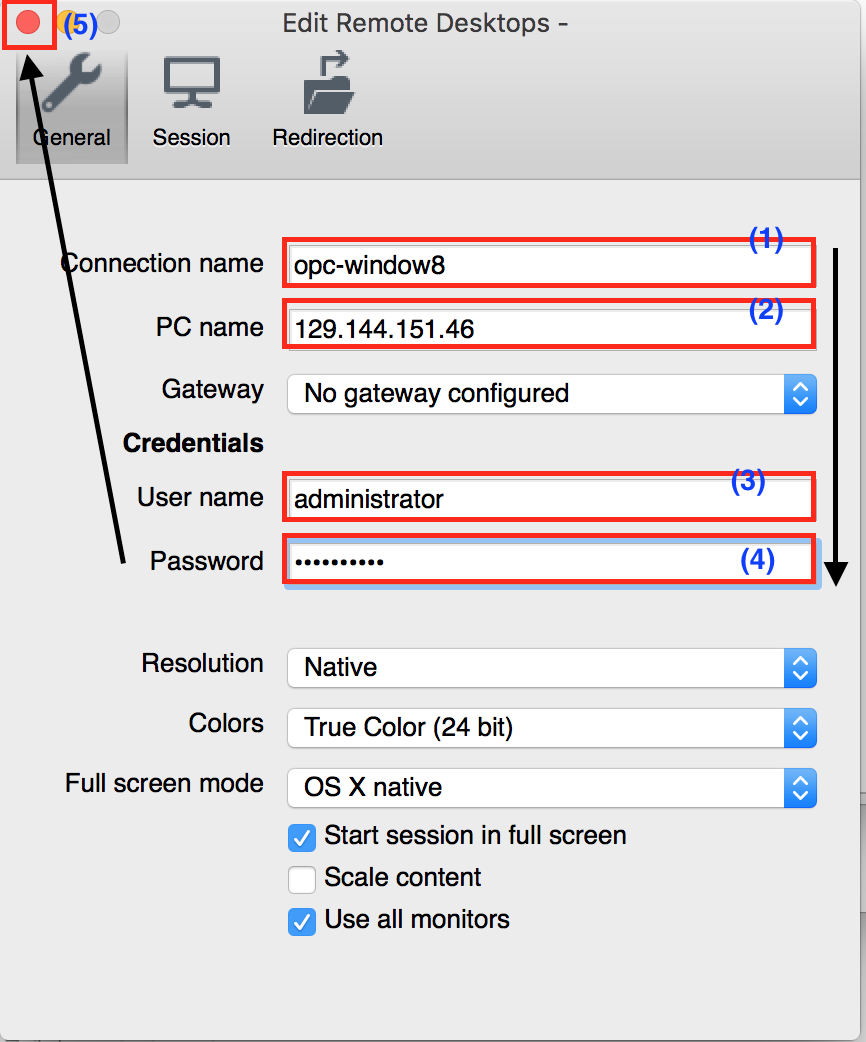 (5) Edit Remote Desktops -
General Session Redirection
(1)
Connection name opc-window8
(2)
PC name 129.144.151.46
Gateway No gateway configured
Credentials
(3)
User name administrator
Password •••••••••• (4)
Resolution Native
Colors True Color (24 bit)
Full screen mode OS X native
Start session in full screen
Scale content
Use all monitors